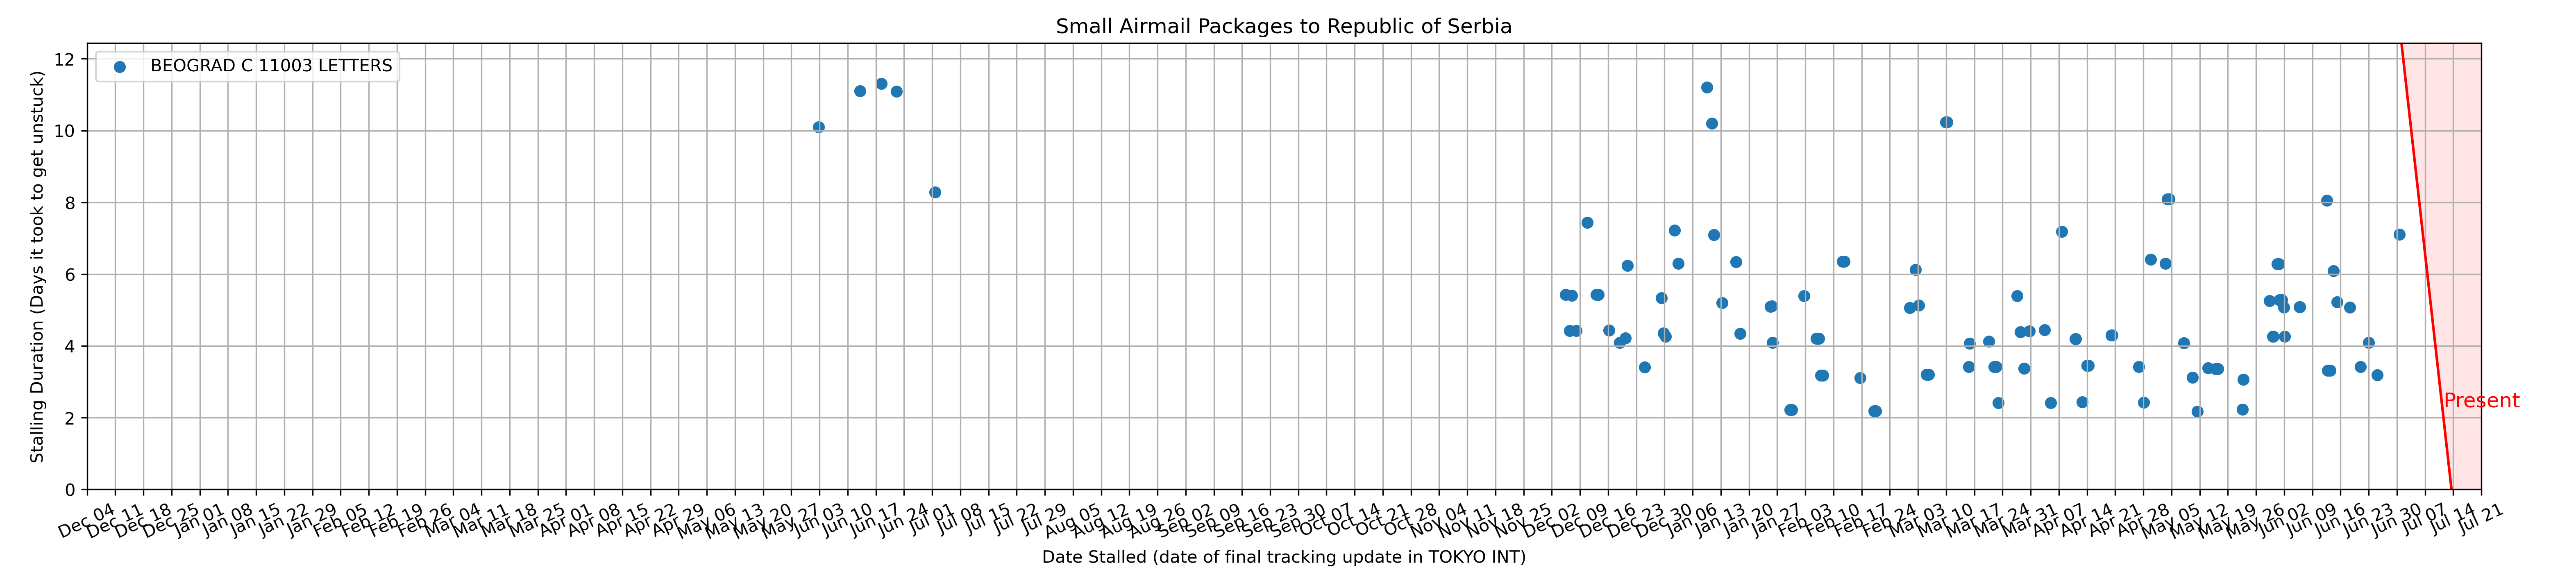 Small Airmail Packages to Republic of Serbia
BEOGRAD C 11003 LETTERS
Stalling Duration (Days it took to get unstuck)
12
10
8
6
4
2
0
Present
Dec 04
Dec 11
Dec 18
Dec 25
Jan 01
Jan 08
Jan 15
Jan 22
Jan 29
Feb 05
Feb 12
Feb 19
Feb 26
Mar 04
Mar 11
Mar 18
Mar 25
Apr 01
Apr 08
Apr 15
Apr 22
Apr 29
May 06
May 13
May 20
May 27
Jun 03
Jun 10
Jun 17
Jun 24
Jul 01
Jul 08
Jul 15
Jul 22
Jul 29
Aug 05
Aug 12
Aug 19
Aug 26
Sep 02
Sep 09
Sep 16
Sep 23
Sep 30
Oct 07
Oct 14
Oct 21
Oct 28
Nov 04
Nov 11
Nov 18
Nov 25
Dec 02
Dec 09
Dec 16
Dec 23
Dec 30
Jan 06
Jan 13
Jan 20
Jan 27
Feb 03
Feb 10
Feb 17
Feb 24
Mar 03
Mar 10
Mar 17
Mar 24
Mar 31
Apr 07
Apr 14
Apr 21
Apr 28
May 05
May 12
May 19
May 26
Jun 02
Jun 09
Jun 16
Jun 23
Jun 30
Jul 07
Jul 14
Jul 21
Date Stalled (date of final tracking update in TOKYO INT)